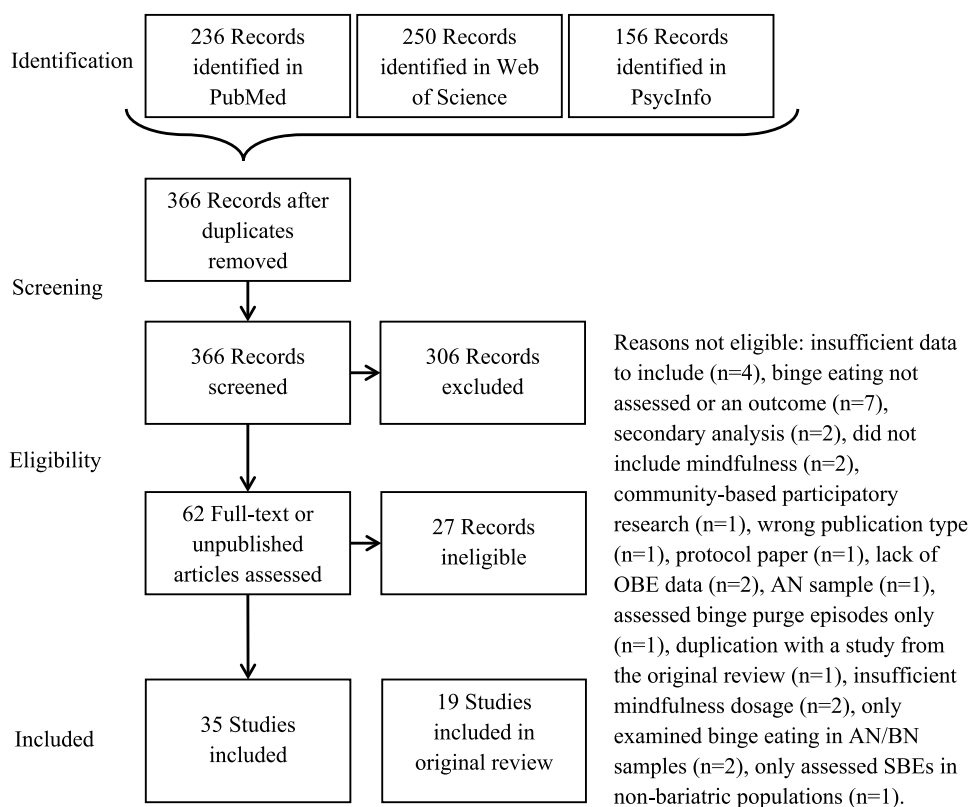 Identification
236 Records
identified in
PubMed
250 Records
identified in Web
of Science
156 Records
identified in
PsycInfo
366 Records after
duplicates
removed
Screening
366 Records
screened
306 Records
excluded
Eligibility
62 Full-text or
unpublished
articles assessed
27 Records
ineligible
Reasons not eligible: insufficient data
to include (n=4), binge eating not
assessed or an outcome (n=7),
secondary analysis (n=2), did not
include mindfulness (n=2),
community-based participatory
research (n=1), wrong publication type
(n=1), protocol paper (n=1), lack of
OBE data (n=2), AN sample (n=1),
assessed binge purge episodes only
(n=1), duplication with a study from
the original review (n=1), insufficient
mindfulness dosage (n=2), only
examined binge eating in AN/BN
samples (n=2), only assessed SBEs in
non-bariatric populations (n=1).
Included
35 Studies
included
19 Studies
included in
original review